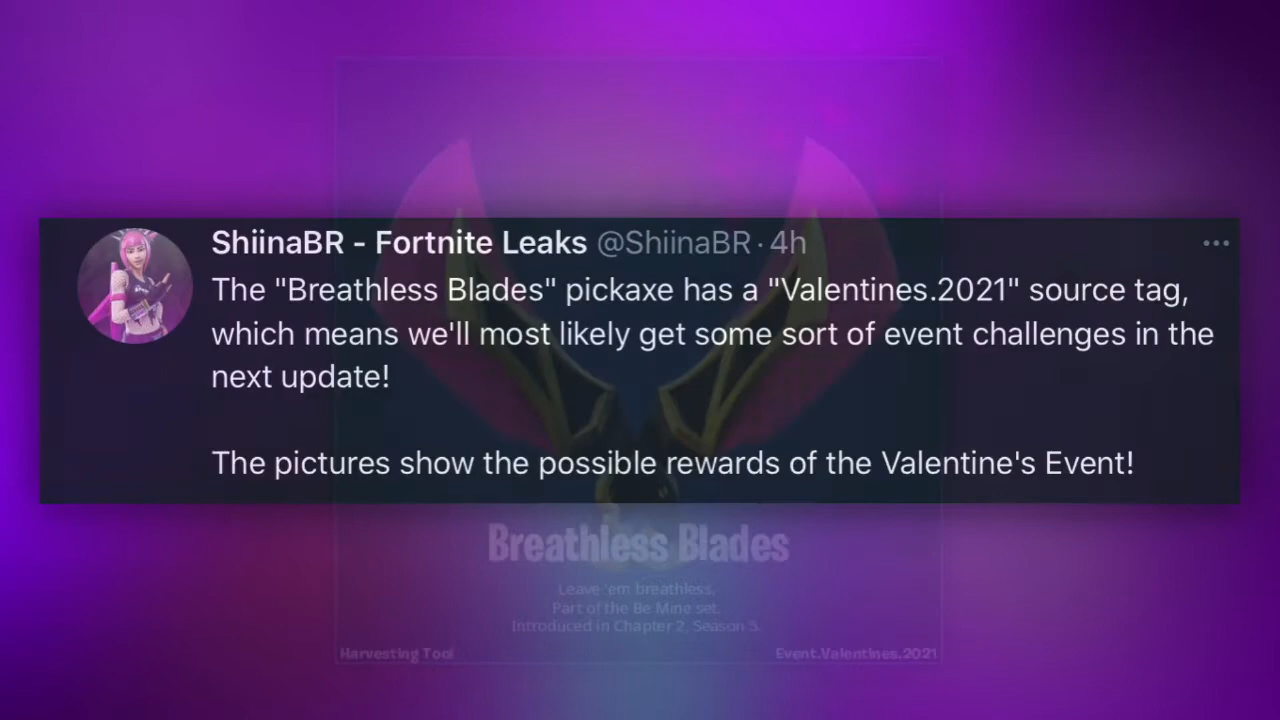 ShiinaBR - Fortnite Leaks @ShiinaBR · 4h
The "Breathless Blades" pickaxe has a "Valentines.2021" source tag,
which means we'll most likely get some sort of event challenges in the
next update!
The pictures show the possible rewards of the Valentine's Event!
Breathless Blades
Leave 'em breathless.
Part of the Be Mine set.
Introduced in Chapter 2, Season 5.
Harvesting Tool
Event.Valentines.2021